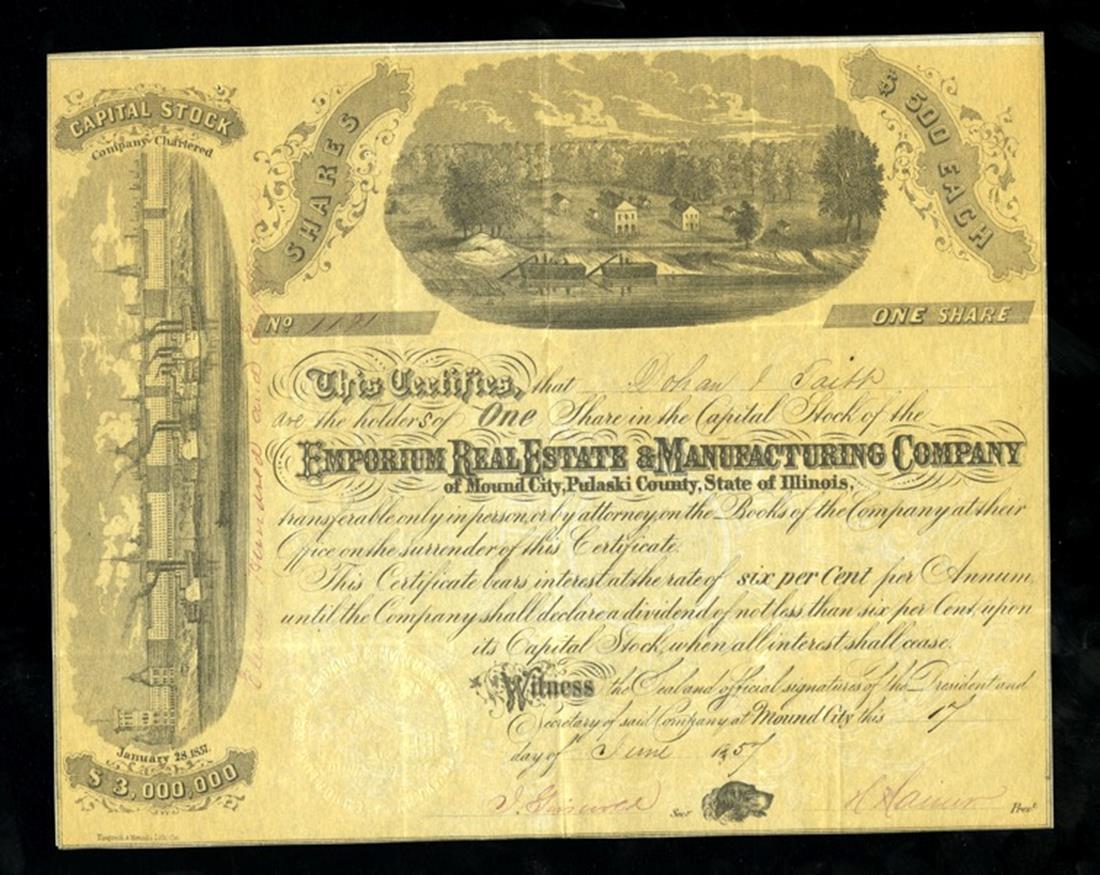 CAPITAL STOCK
Company Chartered
January 28. 1857.
$ 3,000,000
SHARES
$ 500 EACH
No 1191
ONE SHARE
This Certifies, that Dohan & Taitt
are the holders of One Share in the Capital Stock of the
EMPORIUM REAL ESTATE & MANUFACTURING COMPANY
of Mound City, Pulaski County, State of Illinois,
transferable only in person, or by attorney, on the Books of the Company at their
Office on the surrender of this Certificate.
This Certificate bears interest at the rate of six per Cent per Annum,
until the Company shall declare a dividend of not less than six per Cent, upon
its Capital Stock, when all interest shall cease.
Witness the Seal and official signatures of the President and
Secretary of said Company at Mound City this 17
day of June 1857
Secy
Prest
Eleven hundred and